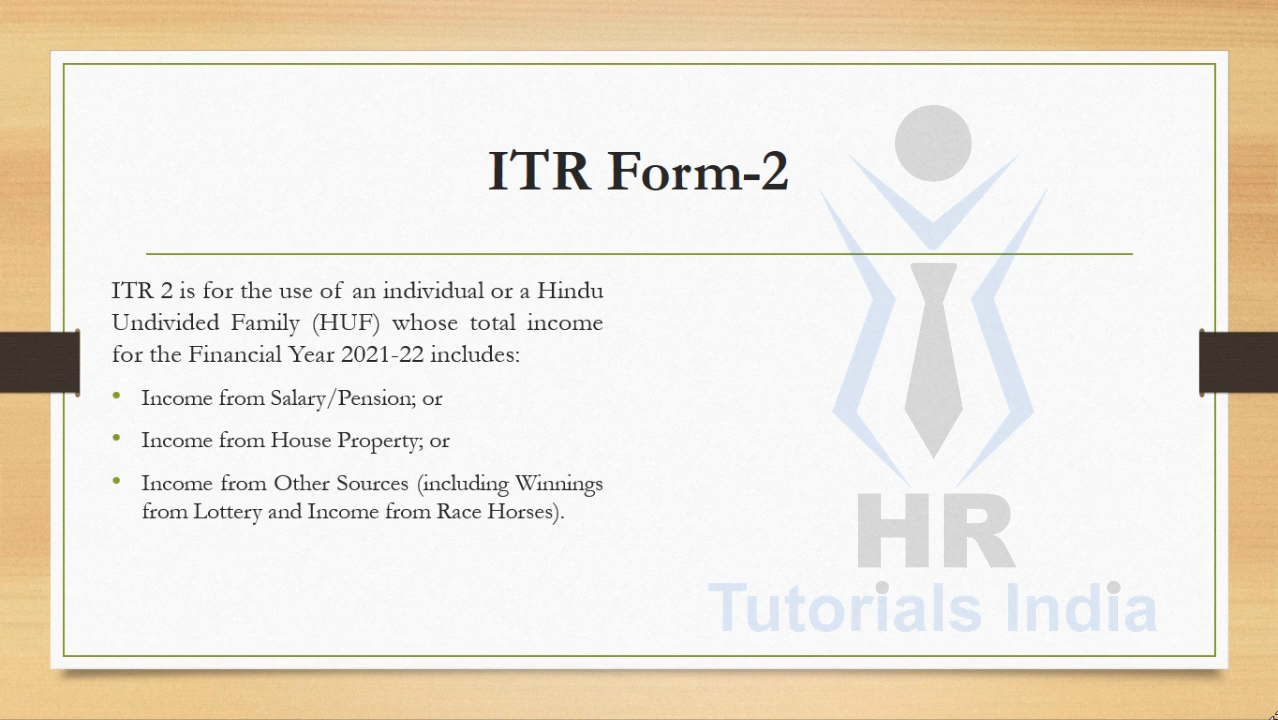 ITR Form-2
ITR 2 is for the use of an individual or a Hindu
Undivided Family (HUF) whose total income
for the Financial Year 2021-22 includes:
• Income from Salary/Pension; or
• Income from House Property; or
• Income from Other Sources (including Winnings
from Lottery and Income from Race Horses).
HR
Tutorials India